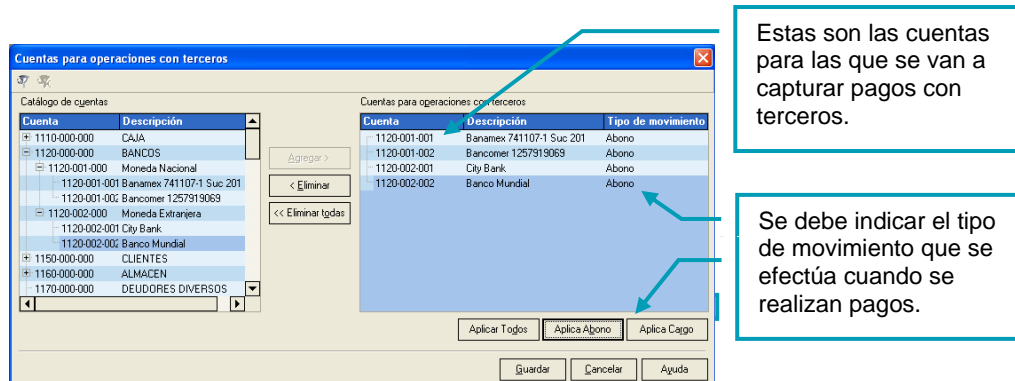 Cuentas para operaciones con terceros
Catálogo de cuentas
Cuenta Descripción
1110-000-000 CAJA
1120-000-000 BANCOS
1120-001-000 Moneda Nacional
1120-001-001 Banamex 741107-1 Suc 201
1120-001-002 Bancomer 1257919069
1120-002-000 Moneda Extranjera
1120-002-001 City Bank
1120-002-002 Banco Mundial
1150-000-000 CLIENTES
1160-000-000 ALMACEN
1170-000-000 DEUDORES DIVERSOS
Agregar >
< Eliminar
<< Eliminar todas
Cuentas para operaciones con terceros
Cuenta Descripción Tipo de movimiento
1120-001-001 Banamex 741107-1 Suc 201 Abono
1120-001-002 Bancomer 1257919069 Abono
1120-002-001 City Bank Abono
1120-002-002 Banco Mundial Abono
Aplicar Todos Aplica Abono Aplica Cargo
Guardar Cancelar Ayuda
Estas son las cuentas
para las que se van a
capturar pagos con
terceros.
Se debe indicar el tipo
de movimiento que se
efectúa cuando se
realizan pagos.